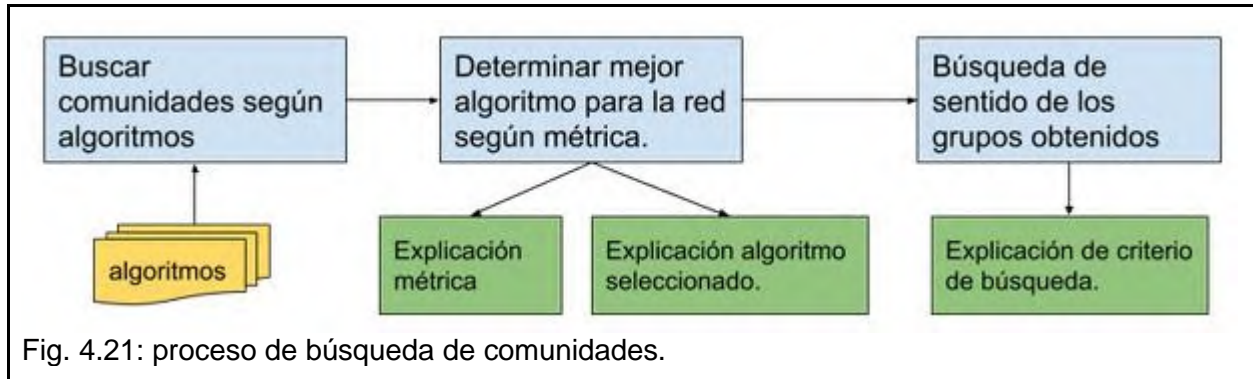 Buscar
comunidades según
algoritmos
Determinar mejor
algoritmo para la red
según métrica.
Búsqueda de
sentido de los
grupos obtenidos
algoritmos
Explicación
métrica
Explicación algoritmo
seleccionado.
Explicación de criterio
de búsqueda.
Fig. 4.21: proceso de búsqueda de comunidades.